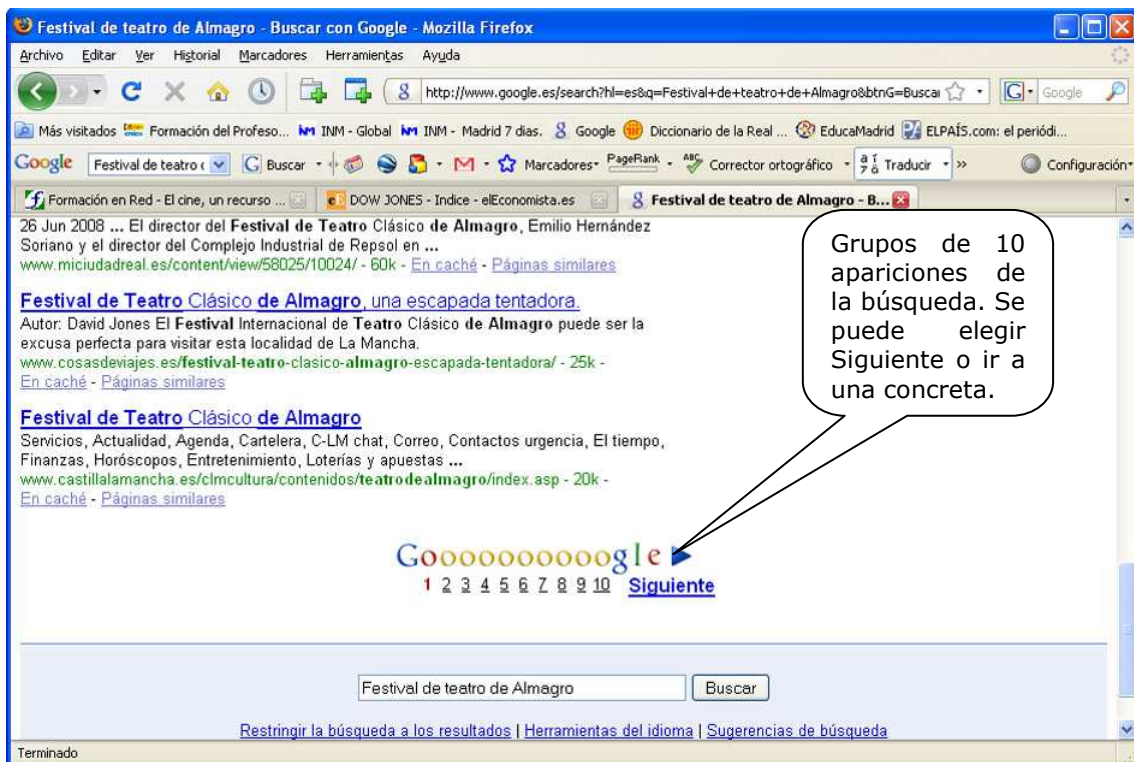 Festival de teatro de Almagro - Buscar con Google - Mozilla Firefox
Archivo Editar Ver Historial Marcadores Herramientas Ayuda
http://www.google.es/search?hl=es&q=Festival+de+teatro+de+Almagro&btnG=Buscar Google
Más visitados Formación del Profeso... INM - Global INM - Madrid 7 dias. Google Diccionario de la Real ... EducaMadrid ELPAÍS.com: el periódi...
Google Festival de teatro Buscar Marcadores PageRank Corrector ortográfico Traducir » Configuración
Formación en Red - El cine, un recurso ... DOW JONES - Indice - elEconomista.es Festival de teatro de Almagro - B...
26 Jun 2008 ... El director del Festival de Teatro Clásico de Almagro, Emilio Hernández
Soriano y el director del Complejo Industrial de Repsol en ...
www.miciudadreal.es/content/view/58025/10024/ - 60k - En caché - Páginas similares
Festival de Teatro Clásico de Almagro, una escapada tentadora.
Autor: David Jones El Festival Internacional de Teatro Clásico de Almagro puede ser la
excusa perfecta para visitar esta localidad de La Mancha.
www.cosasdeviajes.es/festival-teatro-clasico-almagro-escapada-tentadora/ - 25k -
En caché - Páginas similares
Festival de Teatro Clásico de Almagro
Servicios, Actualidad, Agenda, Cartelera, C-LM chat, Correo, Contactos urgencia, El tiempo,
Finanzas, Horóscopos, Entretenimiento, Loterías y apuestas ...
www.castillalamancha.es/clmcultura/contenidos/teatrodealmagro/index.asp - 20k -
En caché - Páginas similares
Grupos de 10
apariciones de
la búsqueda. Se
puede elegir
Siguiente o ir a
una concreta.
Goooooooooogle
1 2 3 4 5 6 7 8 9 10 Siguiente
Festival de teatro de Almagro Buscar
Restringir la búsqueda a los resultados | Herramientas del idioma | Sugerencias de búsqueda
Terminado